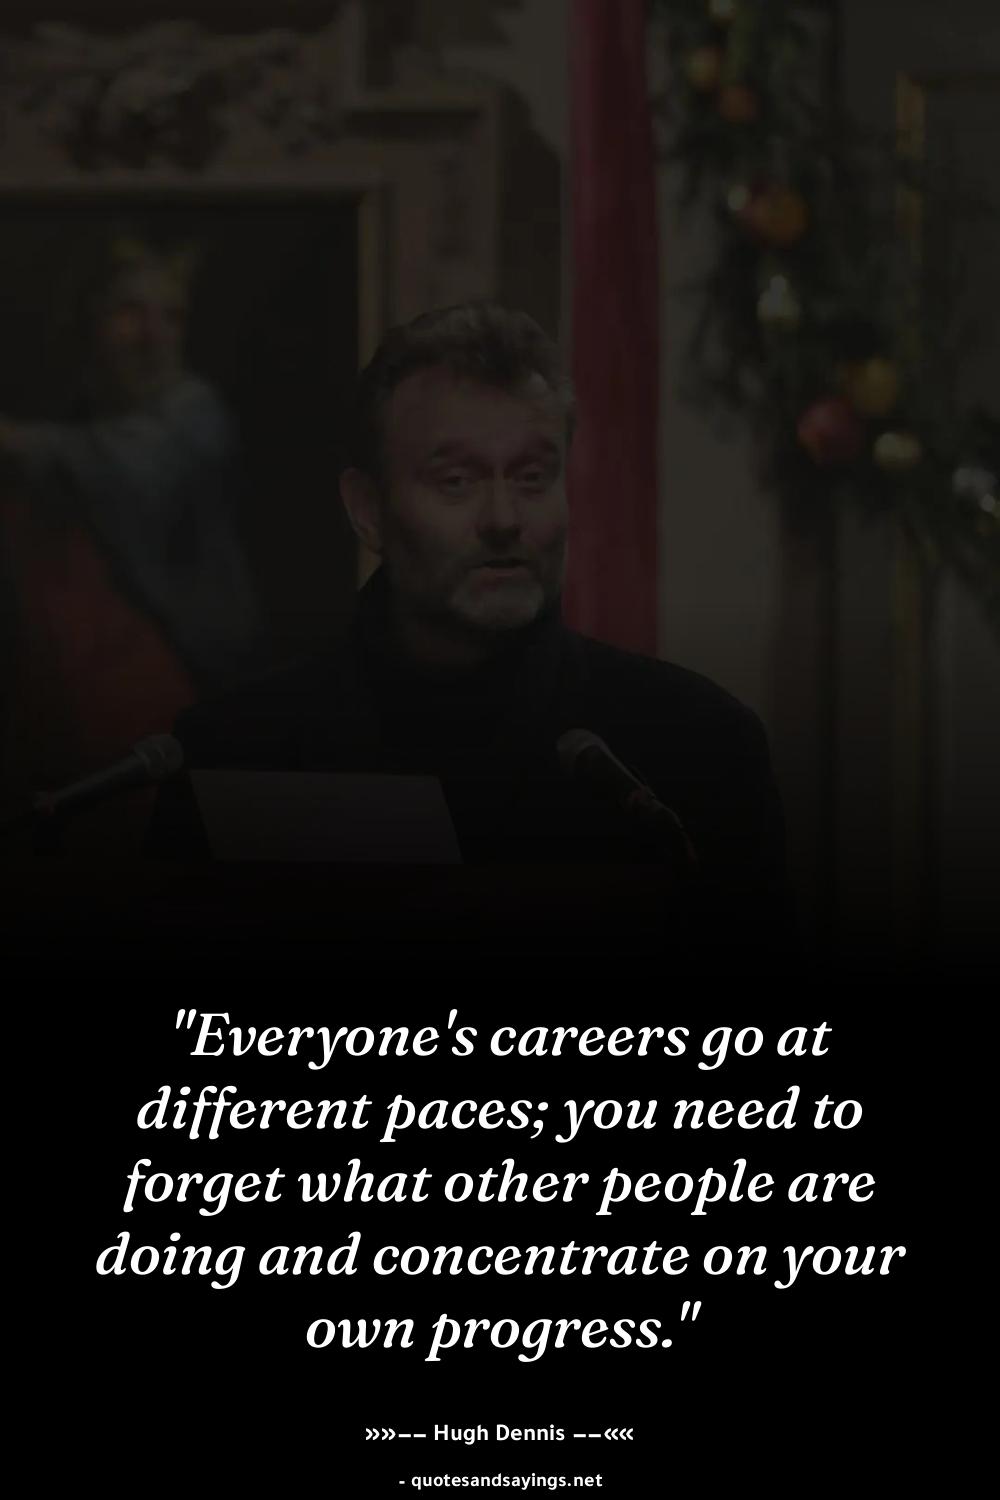 "Everyone's careers go at
different paces; you need to
forget what other people are
doing and concentrate on your
own progress."
»»−− Hugh Dennis −−««
- quotesandsayings.net